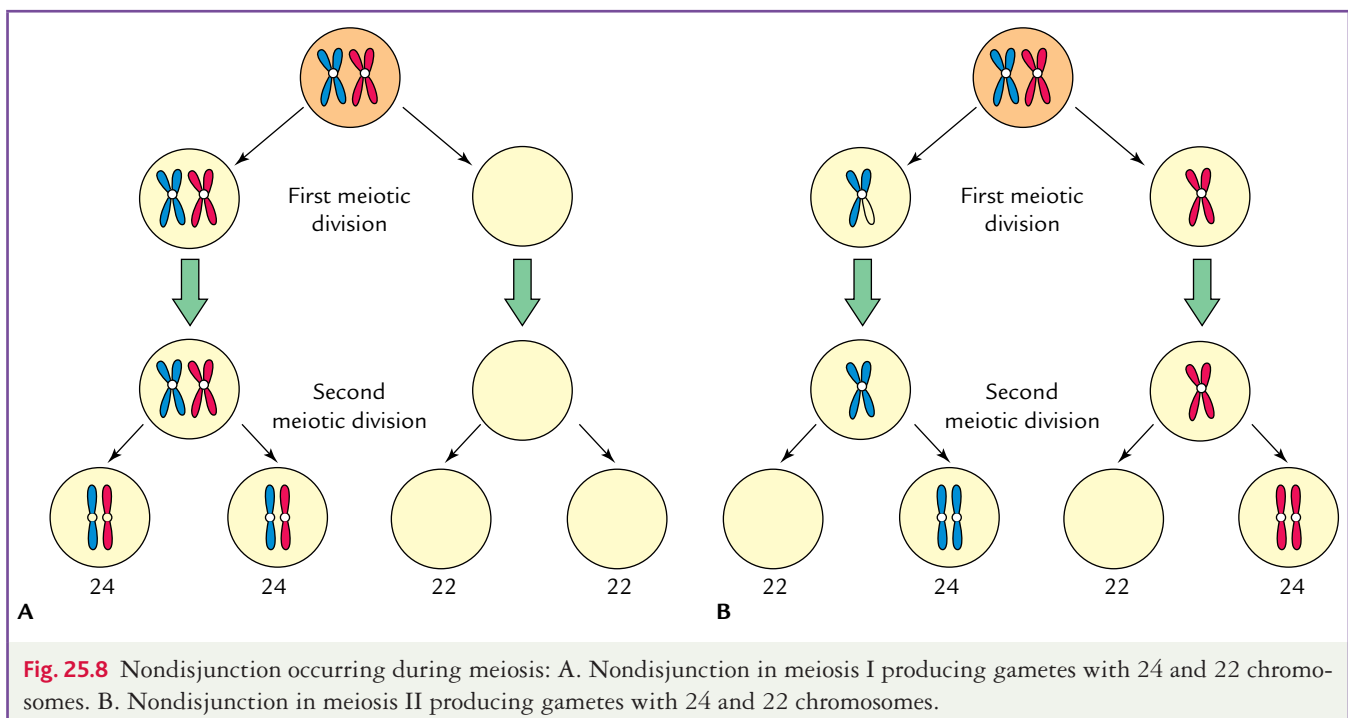 First meiotic
division
Second
meiotic division
24
24
22
22
A
First meiotic
division
Second
meiotic division
22
24
22
24
B
Fig. 25.8 Nondisjunction occurring during meiosis: A. Nondisjunction in meiosis I producing gametes with 24 and 22 chromo-
somes. B. Nondisjunction in meiosis II producing gametes with 24 and 22 chromosomes.